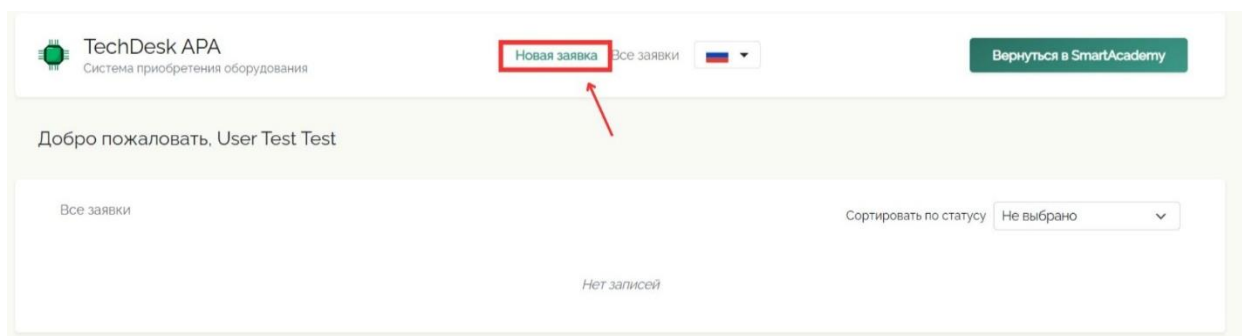 TechDesk APA
Система приобретения оборудования
Новая заявка Все заявки
Вернуться в SmartAcademy
Добро пожаловать, User Test Test
Все заявки
Сортировать по статусу Не выбрано
Нет записей